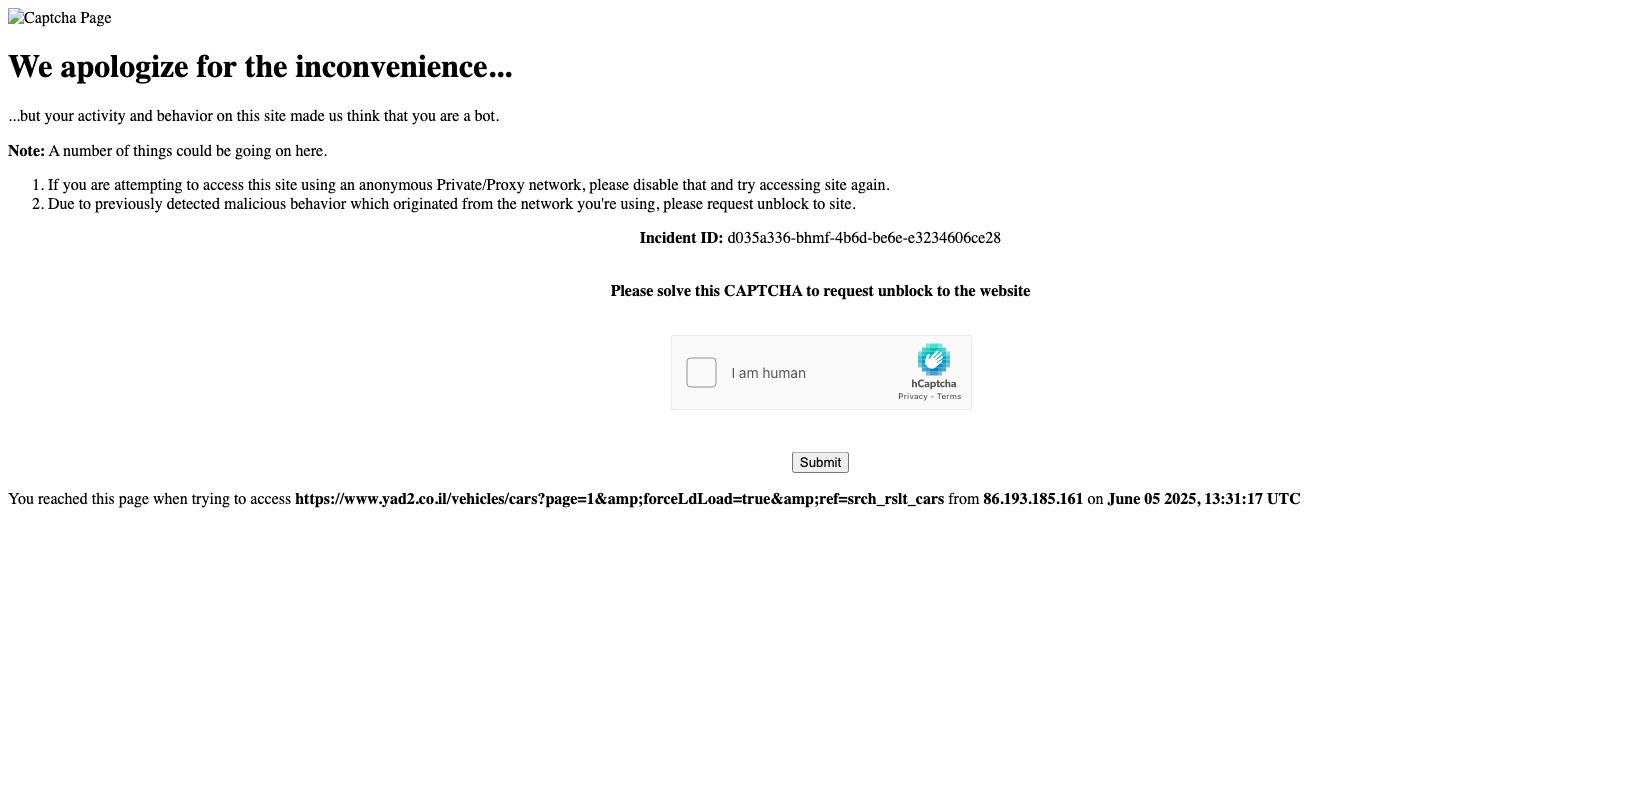 Captcha Page
We apologize for the inconvenience...
...but your activity and behavior on this site made us think that you are a bot.
Note: A number of things could be going on here.
1. If you are attempting to access this site using an anonymous Private/Proxy network, please disable that and try accessing site again.
2. Due to previously detected malicious behavior which originated from the network you're using, please request unblock to site.
Incident ID: d035a336-bhmf-4b6d-be6e-e3234606ce28
Please solve this CAPTCHA to request unblock to the website
I am human
hCaptcha
Privacy - Terms
Submit
You reached this page when trying to access https://www.yad2.co.il/vehicles/cars?page=1&amp;forceLdLoad=true&amp;ref=srch_rslt_cars from 86.193.185.161 on June 05 2025, 13:31:17 UTC